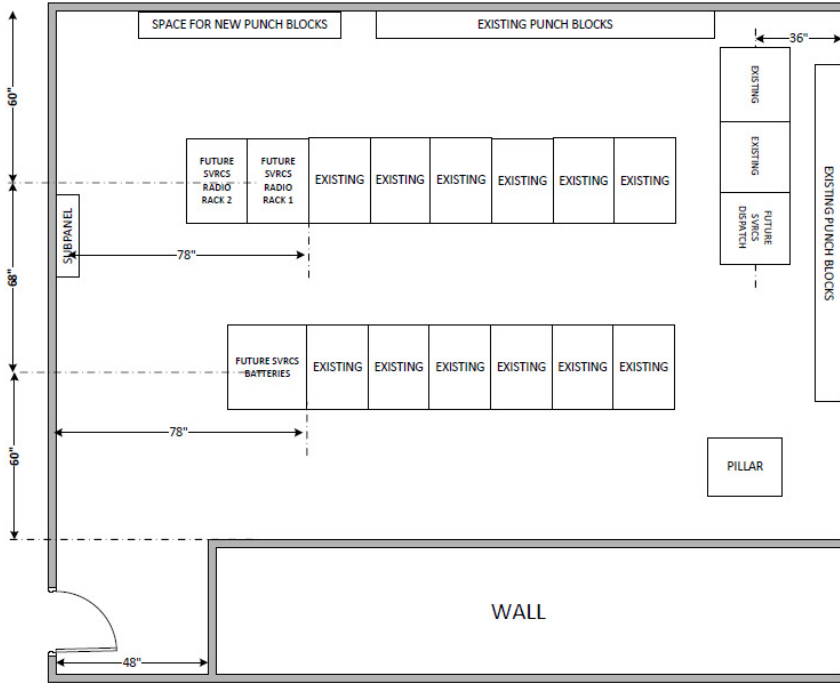 SPACE FOR NEW PUNCH BLOCKS
EXISTING PUNCH BLOCKS
36"
60"
EXISTING
EXISTING
FUTURE
SVRCS
DISPATCH
EXISTING PUNCH BLOCKS
FUTURE
SVRCS
RADIO
RACK 2
FUTURE
SVRCS
RADIO
RACK 1
EXISTING
EXISTING
EXISTING
EXISTING
EXISTING
EXISTING
SUBPANEL
78"
68"
FUTURE SVRCS
BATTERIES
EXISTING
EXISTING
EXISTING
EXISTING
EXISTING
EXISTING
78"
60"
PILLAR
WALL
48"